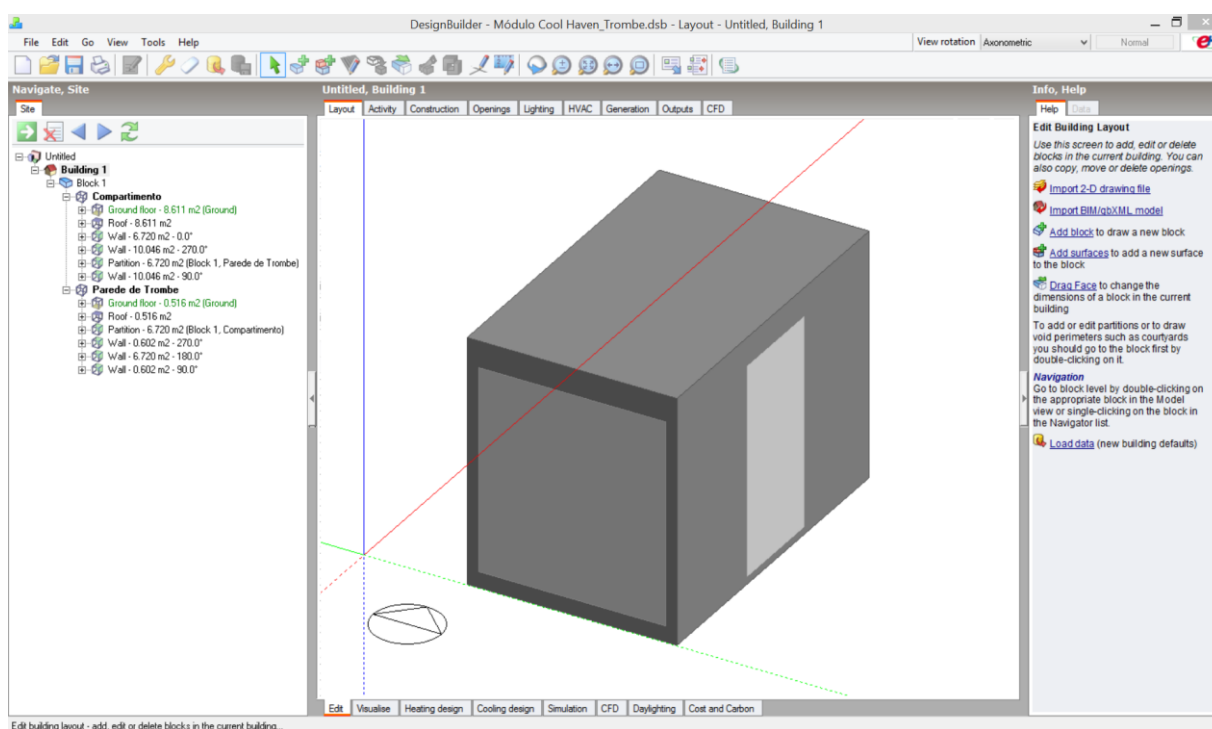 DesignBuilder - Módulo Cool Haven_Trombe.dsb - Layout - Untitled, Building 1
File Edit Go View Tools Help
View rotation Axonometric Normal
Navigate, Site
Site
Untitled
Building 1
Block 1
Compartimento
Ground floor - 8.611 m2 (Ground)
Roof - 8.611 m2
Wall - 6.720 m2 - 0.0°
Wall - 10.046 m2 - 270.0°
Partition - 6.720 m2 (Block 1, Parede de Trombe)
Wall - 10.046 m2 - 90.0°
Parede de Trombe
Ground floor - 0.516 m2 (Ground)
Roof - 0.516 m2
Partition - 6.720 m2 (Block 1, Compartimento)
Wall - 0.602 m2 - 270.0°
Wall - 6.720 m2 - 180.0°
Wall - 0.602 m2 - 90.0°
Untitled, Building 1
Layout Activity Construction Openings Lighting HVAC Generation Outputs CFD
Edit Visualise Heating design Cooling design Simulation CFD Daylighting Cost and Carbon
Info, Help
Help Data
Edit Building Layout
Use this screen to add, edit or delete
blocks in the current building. You can
also copy, move or delete openings.
Import 2-D drawing file
Import BIM/gbXML model
Add block to draw a new block
Add surfaces to add a new surface
to the block
Drag Face to change the
dimensions of a block in the current
building
To add or edit partitions or to draw
void perimeters such as courtyards
you should go to the block first by
double-clicking on it.
Navigation
Go to block level by double-clicking on
the appropriate block in the Model
view or single-clicking on the block in
the Navigator list.
Load data (new building defaults)
Edit building layout - add, edit or delete blocks in the current building...